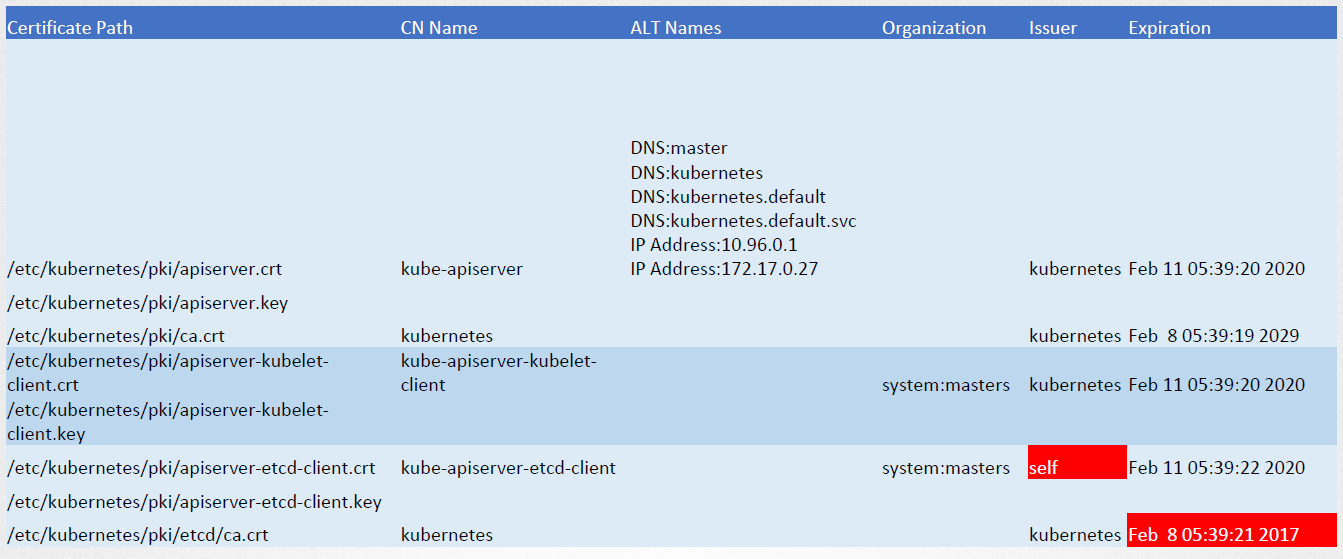 Certificate Path CN Name ALT Names Organization Issuer Expiration
DNS:master
DNS:kubernetes
DNS:kubernetes.default
DNS:kubernetes.default.svc
IP Address:10.96.0.1
/etc/kubernetes/pki/apiserver.crt kube-apiserver IP Address:172.17.0.27 kubernetes Feb 11 05:39:20 2020
/etc/kubernetes/pki/apiserver.key
/etc/kubernetes/pki/ca.crt kubernetes kubernetes Feb  8 05:39:19 2029
/etc/kubernetes/pki/apiserver-kubelet- kube-apiserver-kubelet-
client.crt client system:masters kubernetes Feb 11 05:39:20 2020
/etc/kubernetes/pki/apiserver-kubelet-
client.key
/etc/kubernetes/pki/apiserver-etcd-client.crt kube-apiserver-etcd-client system:masters self Feb 11 05:39:22 2020
/etc/kubernetes/pki/apiserver-etcd-client.key
/etc/kubernetes/pki/etcd/ca.crt kubernetes kubernetes Feb  8 05:39:21 2017